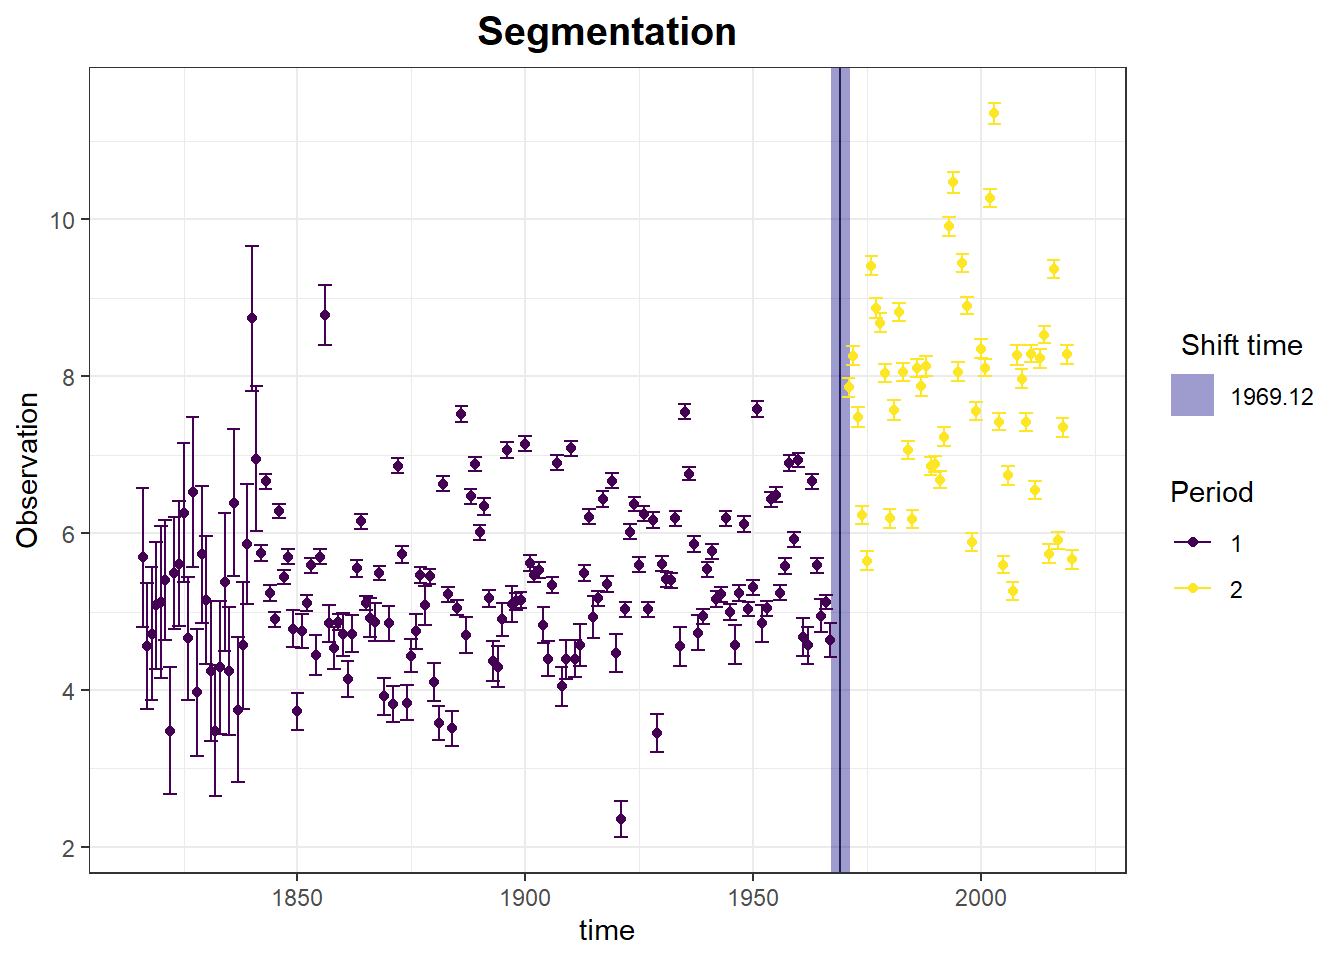 Segmentation
Observation
10
8
6
4
2
1850
1900
1950
2000
time
Shift time
1969.12
Period
1
2